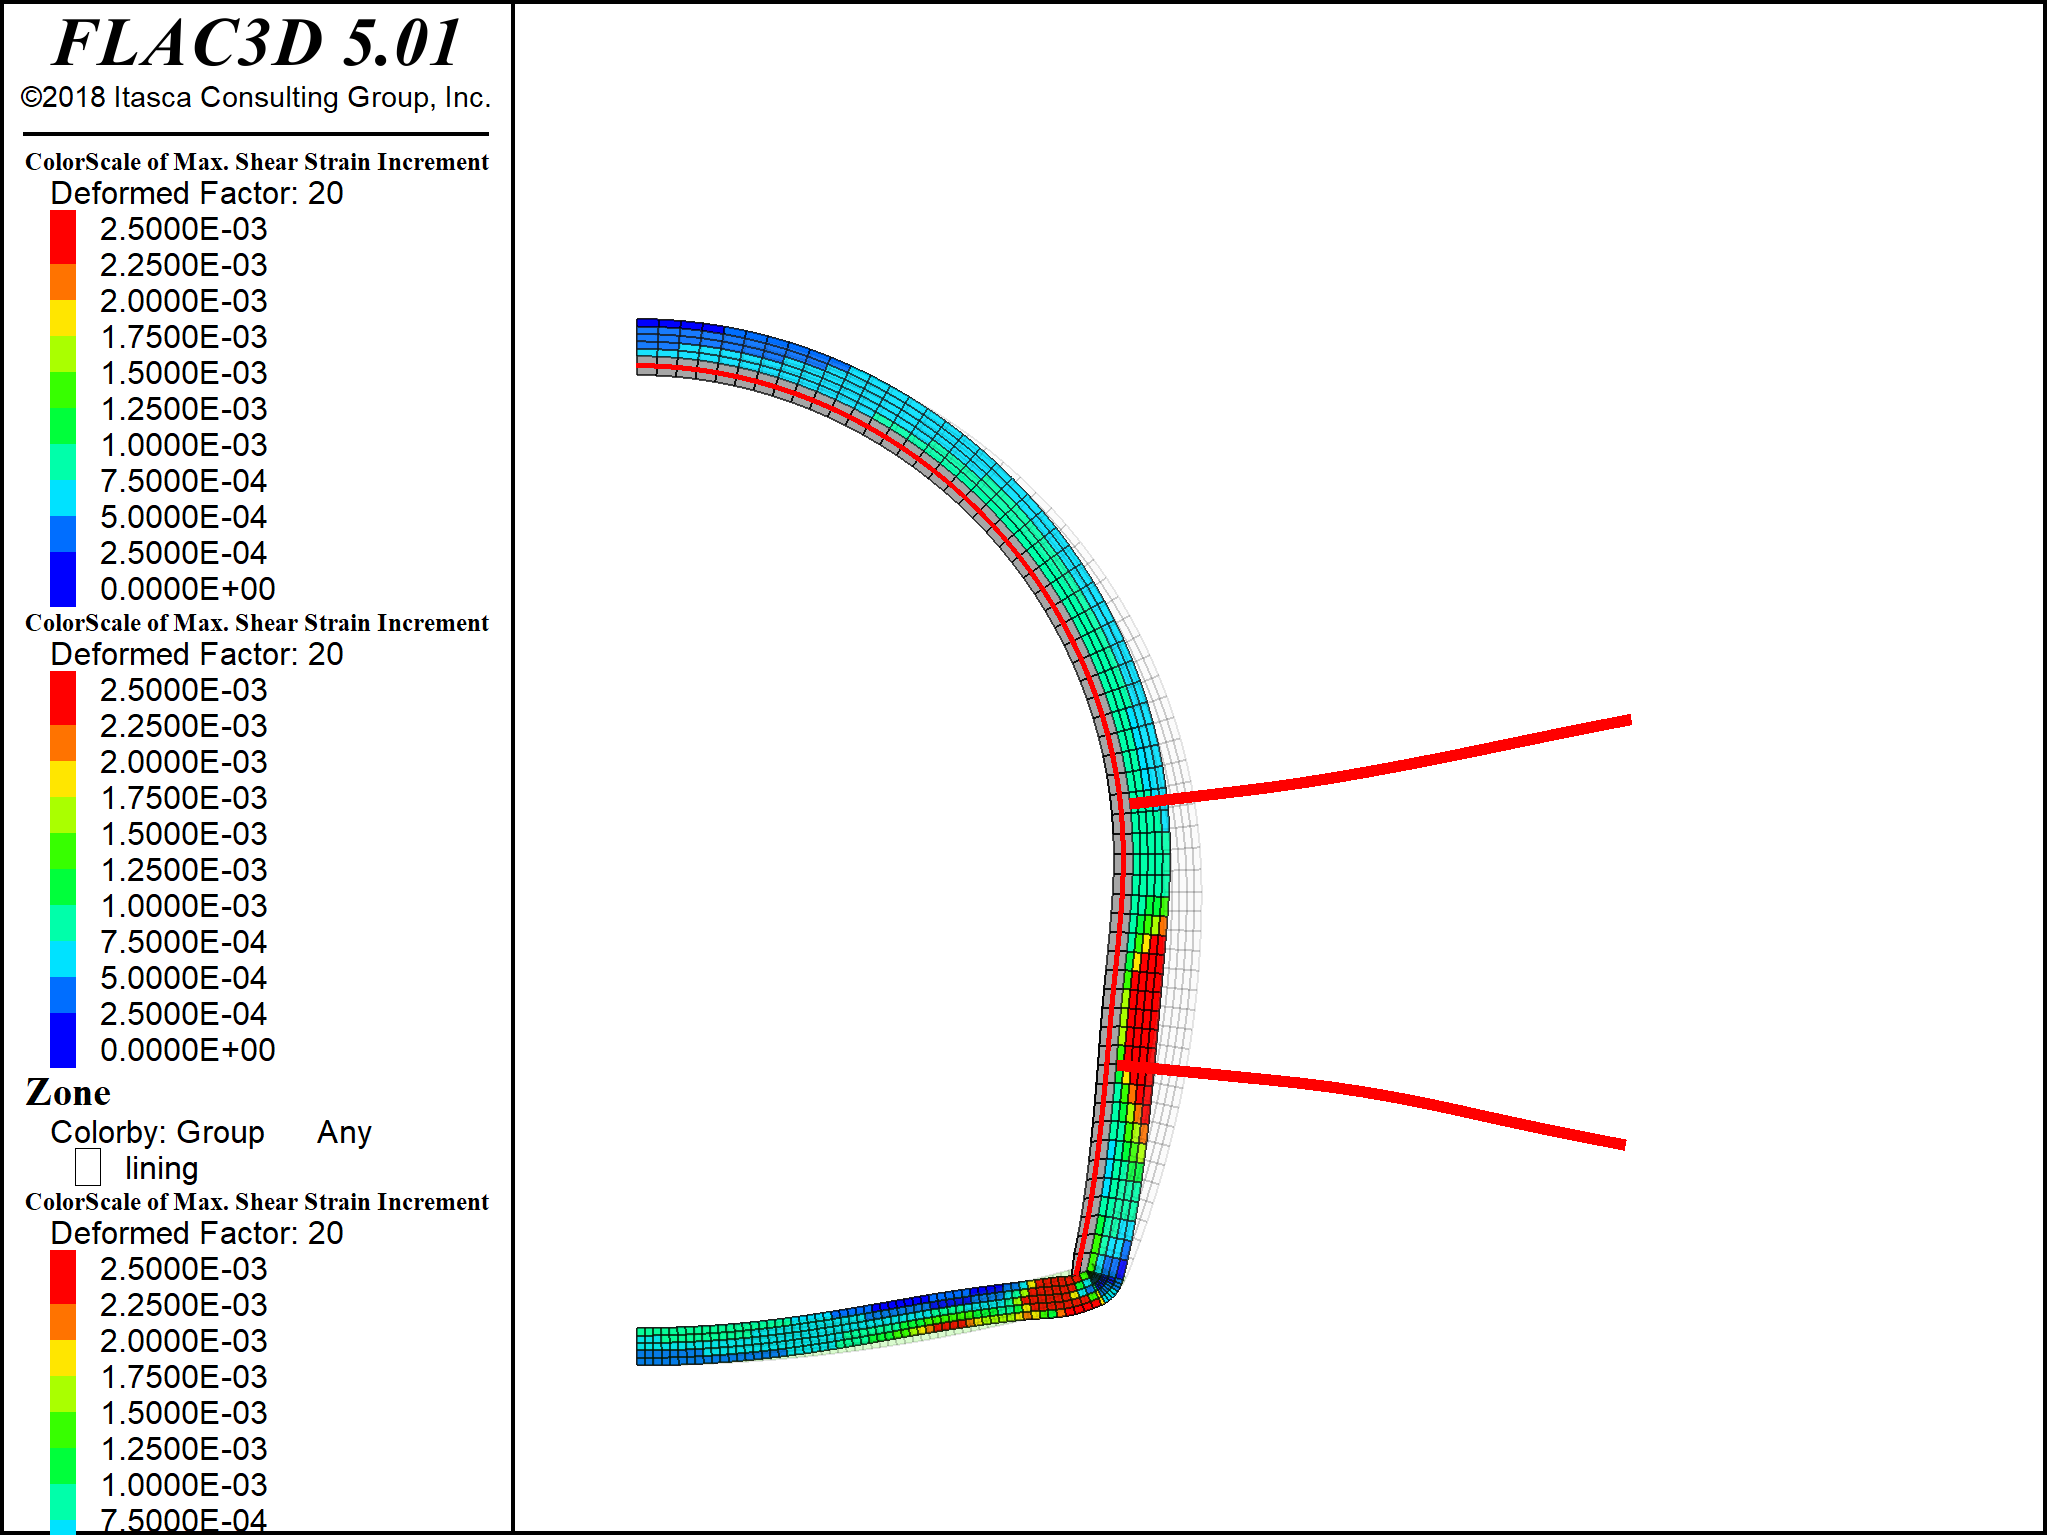 FLAC3D 5.01
©2018 Itasca Consulting Group, Inc.
ColorScale of Max. Shear Strain Increment
Deformed Factor: 20
2.5000E-03
2.2500E-03
2.0000E-03
1.7500E-03
1.5000E-03
1.2500E-03
1.0000E-03
7.5000E-04
5.0000E-04
2.5000E-04
0.0000E+00
ColorScale of Max. Shear Strain Increment
Deformed Factor: 20
2.5000E-03
2.2500E-03
2.0000E-03
1.7500E-03
1.5000E-03
1.2500E-03
1.0000E-03
7.5000E-04
5.0000E-04
2.5000E-04
0.0000E+00
Zone
Colorby: Group Any
lining
ColorScale of Max. Shear Strain Increment
Deformed Factor: 20
2.5000E-03
2.2500E-03
2.0000E-03
1.7500E-03
1.5000E-03
1.2500E-03
1.0000E-03
7.5000E-04